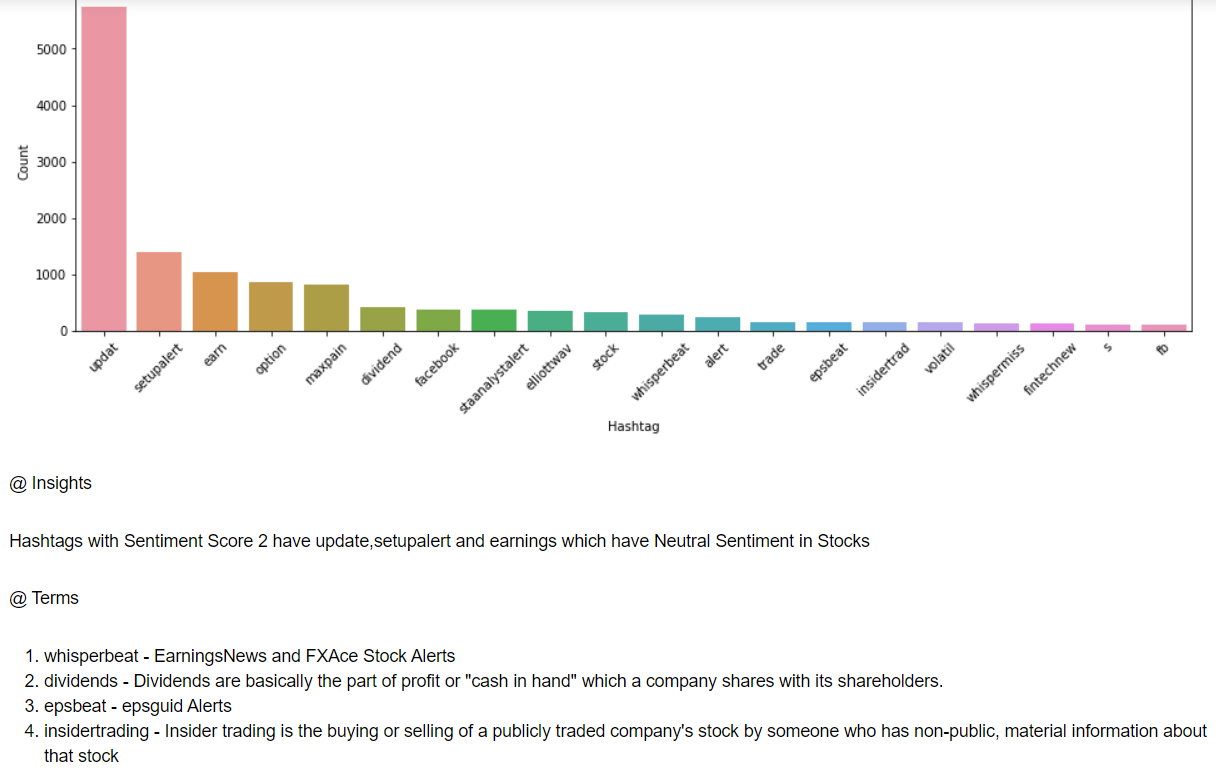 5000
4000
3000
2000
1000
0
Count
updat
setupalert
earn
option
maxpain
dividend
facebook
staanalystalert
elliottwav
stock
whisperbeat
alert
trade
epsbeat
insidertrad
volatil
whispermiss
fintechnew
s
fb
Hashtag
@ Insights
Hashtags with Sentiment Score 2 have update,setupalert and earnings which have Neutral Sentiment in Stocks
@ Terms
1. whisperbeat - EarningsNews and FXAce Stock Alerts
2. dividends - Dividends are basically the part of profit or "cash in hand" which a company shares with its shareholders.
3. epsbeat - epsguid Alerts
4. insidertrading - Insider trading is the buying or selling of a publicly traded company's stock by someone who has non-public, material information about
that stock